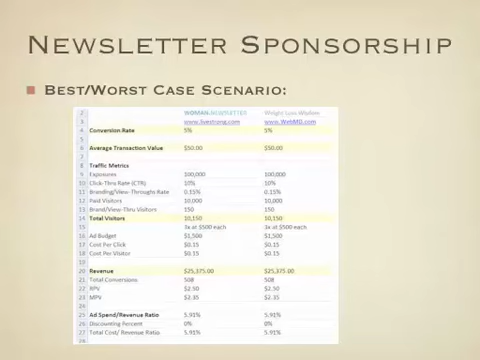 Newsletter Sponsorship
Best/Worst Case Scenario:
2 WOMAN NEWSLETTER Weight Loss Wisdom
3 www.livestrong.com www.WebMD.com
4 Conversion Rate 5% 5%
5
6 Average Transaction Value $50.00 $50.00
7
8 Traffic Metrics
9 Exposures 100,000 100,000
10 Click-Thru Rate (CTR) 10% 10%
11 Branding/View-Throughs Rate 0.15% 0.15%
12 Paid Visitors 10,000 10,000
13 Brand/View-Thru Visitors 150 150
14 Total Visitors 10,150 10,150
15 3x at $500 each 3x at $500 each
16 Ad Budget $1,500 $1,500
17 Cost Per Click $0.15 $0.15
18 Cost Per Visitor $0.15 $0.15
19
20 Revenue $25,375.00 $25,375.00
21 Total Conversions 508 508
22 RPV $2.50 $2.50
23 MPV $2.35 $2.35
24
25 Ad Spend/Revenue Ratio 5.91% 5.91%
26 Discounting Percent 0% 0%
27 Total Cost/ Revenue Ratio 5.91% 5.91%
28